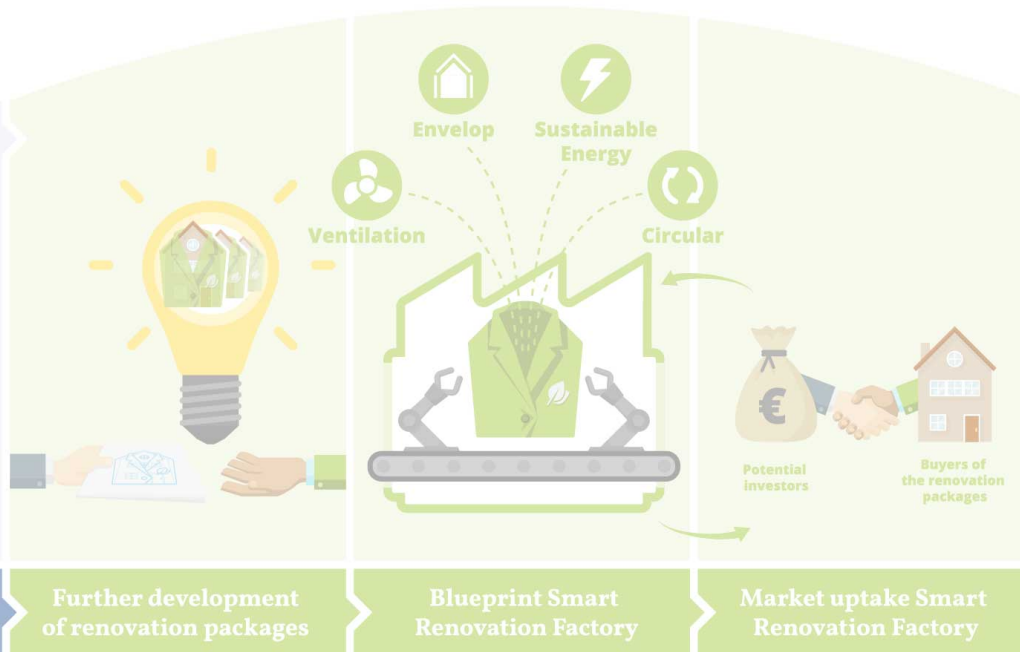 Envelop
Sustainable
Energy
Ventilation
Circular
€
Potential
investors
Buyers of
the renovation
packages
Further development
of renovation packages
Blueprint Smart
Renovation Factory
Market uptake Smart
Renovation Factory